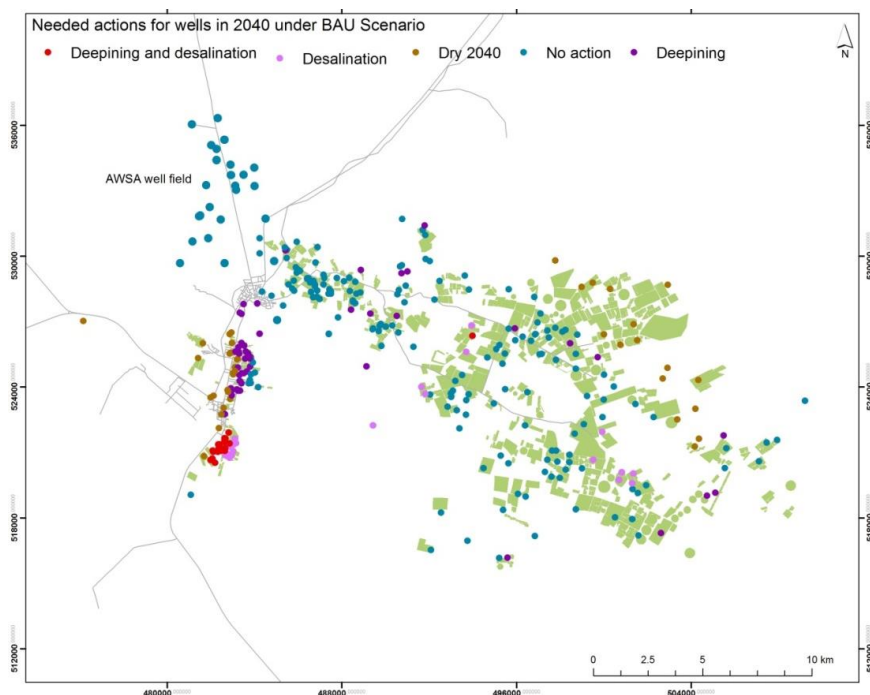 Needed actions for wells in 2040 under BAU Scenario
Deepining and desalination Desalination Dry 2040 No action Deepining
N
536000 536000
AWSA well field
530000 530000
524000 524000
518000 518000
512000 512000
0 2.5 5 10 km
480000 488000 496000 504000